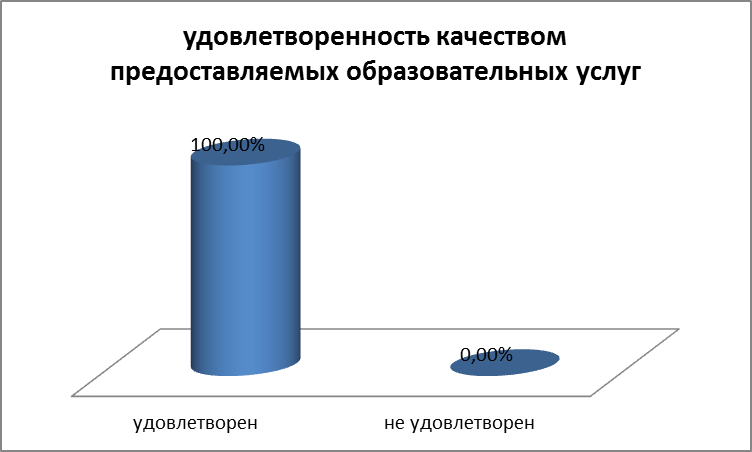 удовлетворенность качеством
предоставляемых образовательных услуг
100,00%
0,00%
удовлетворен
не удовлетворен